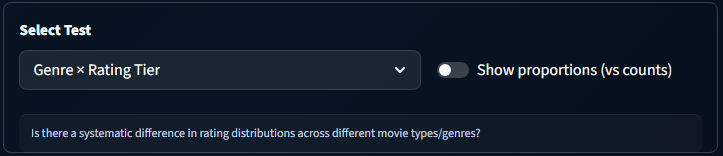 Select Test
Genre × Rating Tier
Show proportions (vs counts)
Is there a systematic difference in rating distributions across different movie types/genres?